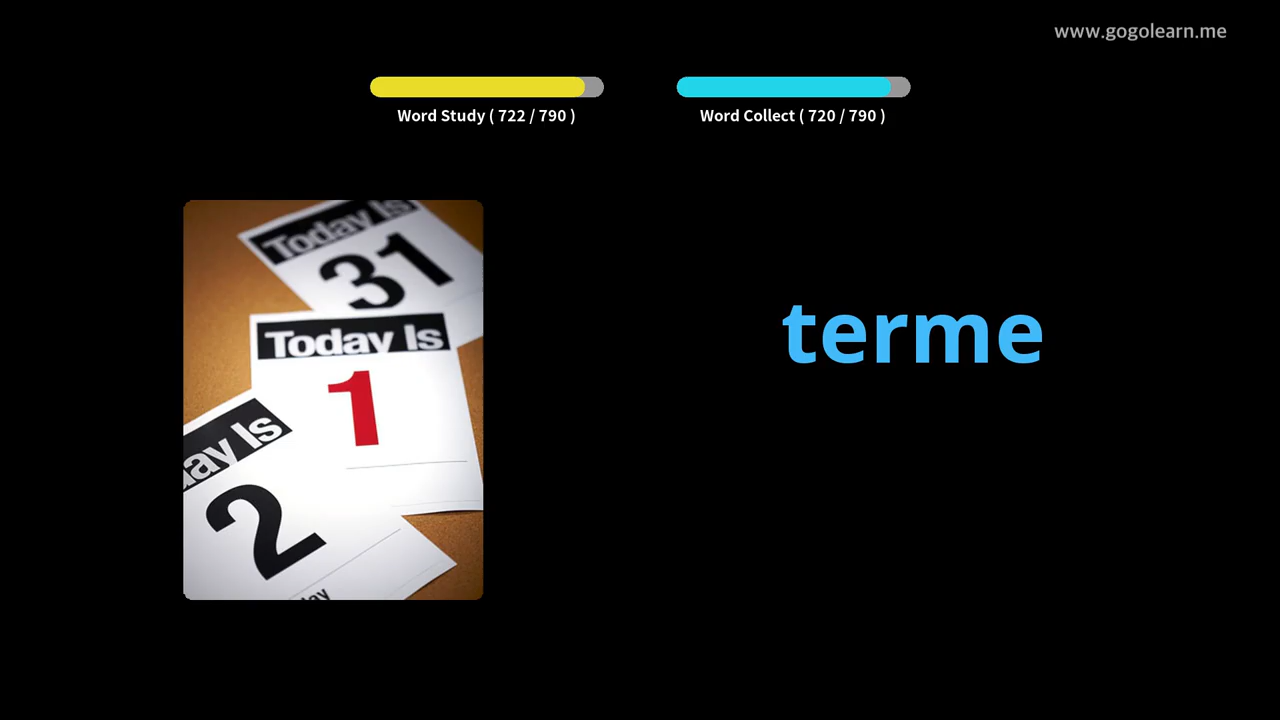 www.gogolearn.me
Word Study ( 722 / 790 )
Word Collect ( 720 / 790 )
Today Is
31
Today Is
1
terme
ay Is
2
ay